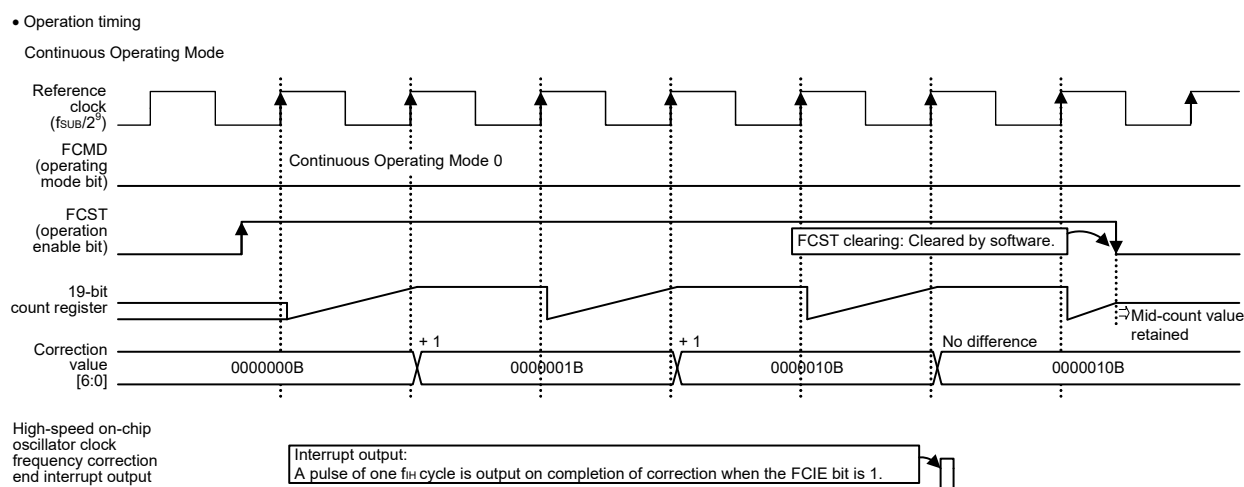 • Operation timing
Continuous Operating Mode
Reference
clock
(fSUB/2⁹)
FCMD
(operating
mode bit)
Continuous Operating Mode 0
FCST
(operation
enable bit)
FCST clearing: Cleared by software.
19-bit
count register
Mid-count value
retained
Correction
value
[6:0]
0000000B
+ 1
0000001B
+ 1
0000010B
No difference
0000010B
High-speed on-chip
oscillator clock
frequency correction
end interrupt output
Interrupt output:
A pulse of one fIH cycle is output on completion of correction when the FCIE bit is 1.